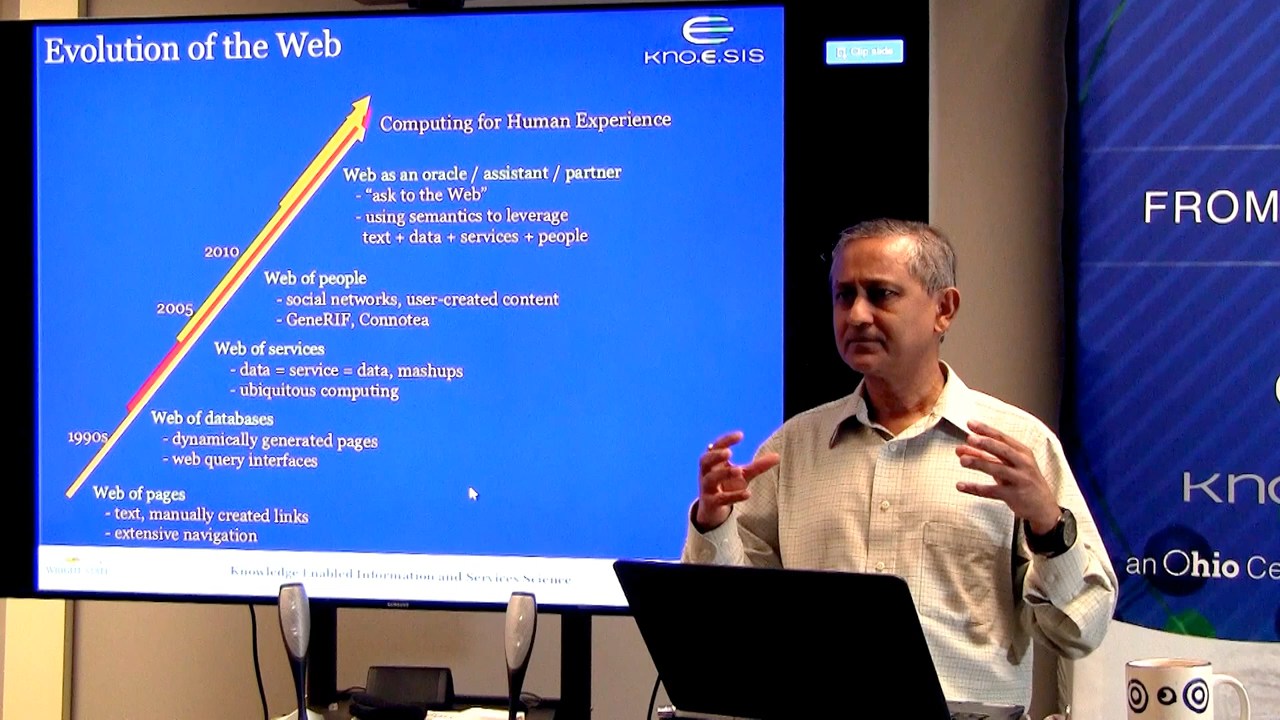 Evolution of the Web
kno.e.sis
Clip slide
Computing for Human Experience
Web as an oracle / assistant / partner
- "ask to the Web"
- using semantics to leverage
text + data + services + people
2010
Web of people
- social networks, user-created content
- GeneRIF, Connotea
2005
Web of services
- data = service = data, mashups
- ubiquitous computing
Web of databases
- dynamically generated pages
- web query interfaces
1990s
Web of pages
- text, manually created links
- extensive navigation
WRIGHT STATE
Knowledge Enabled Information and Services Science
SAMSUNG
FROM
kno
an Ohio Ce